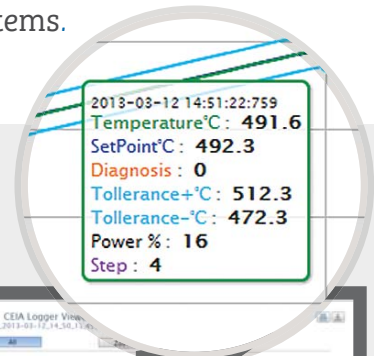 tems.
2013-03-12 14:51:22:759
Temperature°C : 491.6
SetPoint°C : 492.3
Diagnosis : 0
Tollerance+°C : 512.3
Tollerance-°C : 472.3
Power % : 16
Step : 4
CEIA Logger View
All